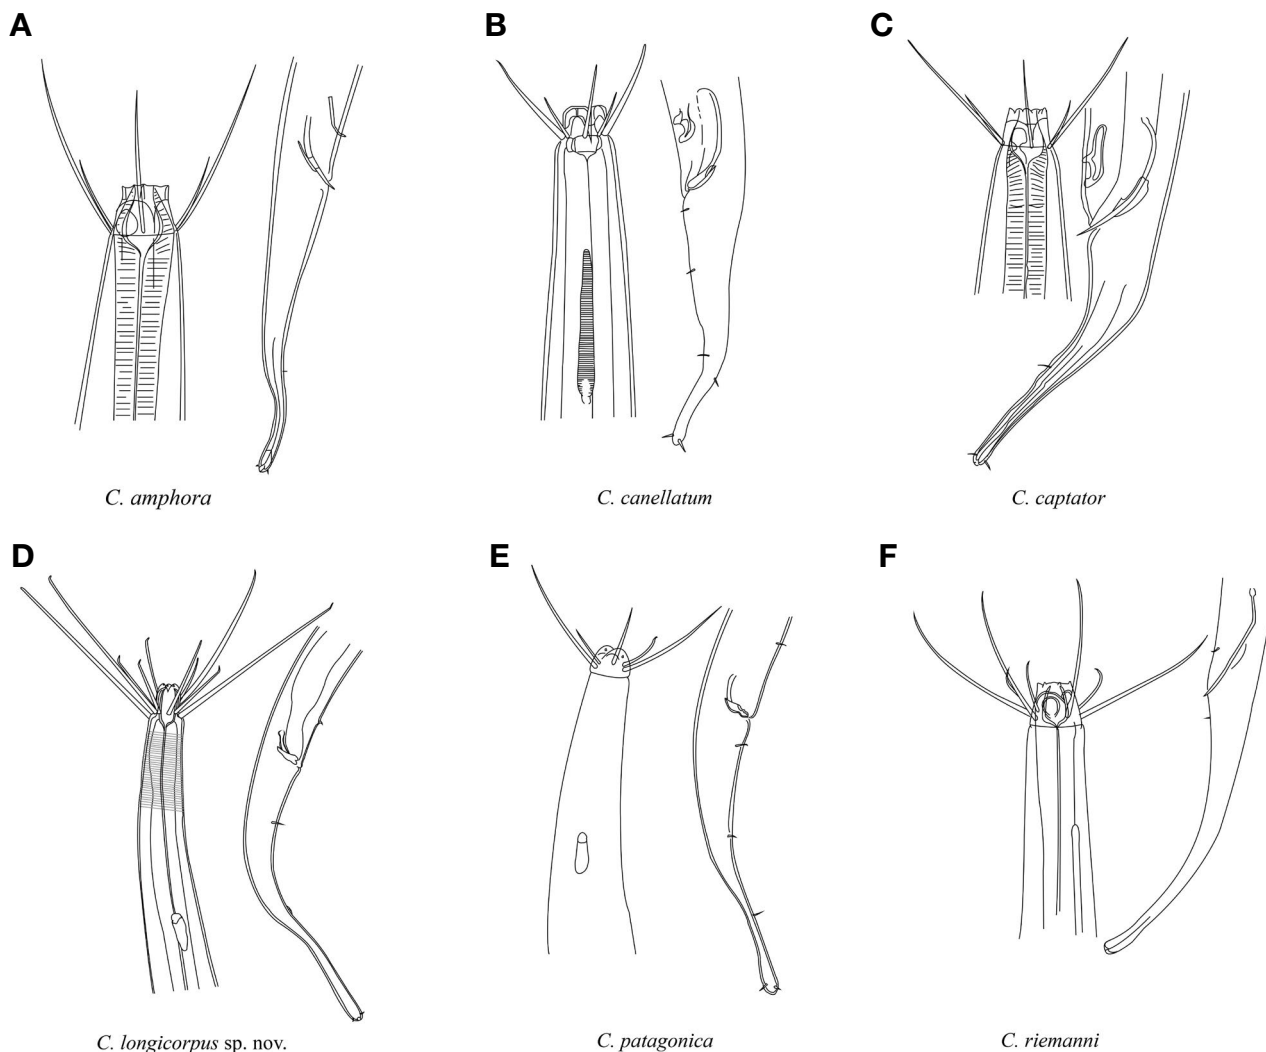 A
B
C
C. amphora
C. canellatum
C. captator
D
E
F
C. longicorpus sp. nov.
C. patagonica
C. riemanni